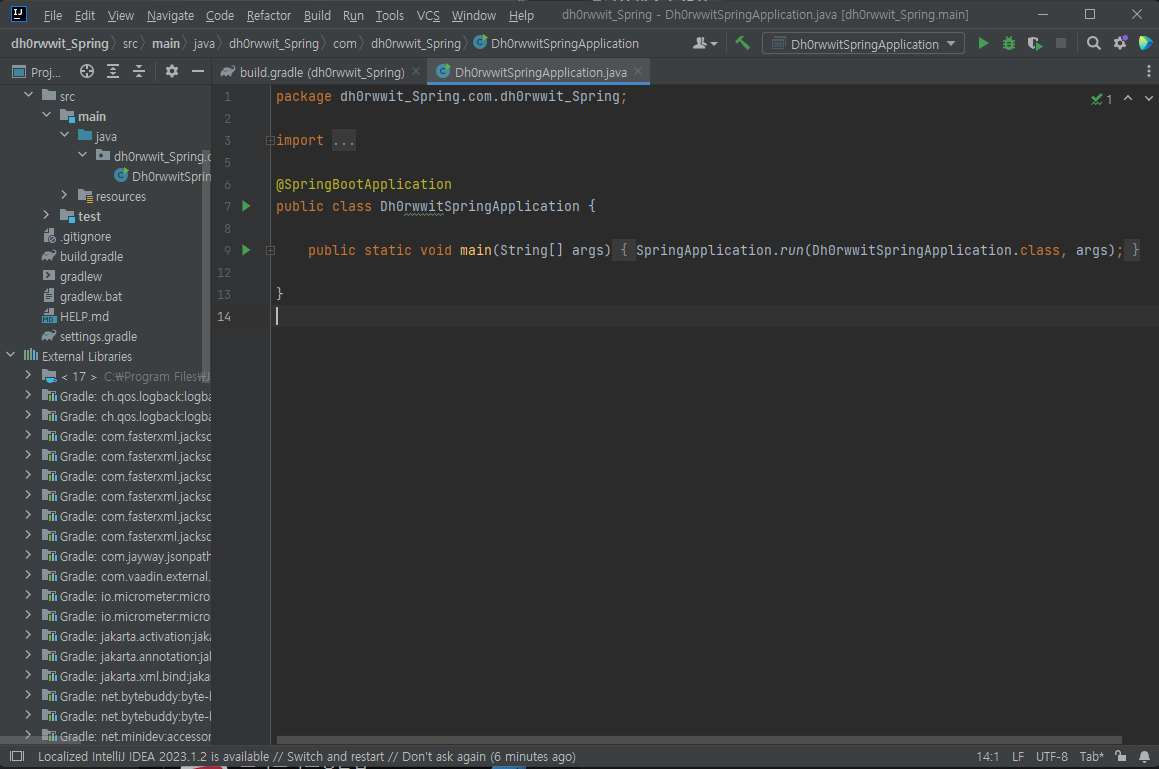 File Edit View Navigate Code Refactor Build Run Tools VCS Window Help dh0rwwit_Spring - Dh0rwwitSpringApplication.java [dh0rwwit_Spring.main]
dh0rwwit_Spring src main java dh0rwwit_Spring com dh0rwwit_Spring Dh0rwwitSpringApplication Dh0rwwitSpringApplication
Proj... build.gradle (dh0rwwit_Spring) Dh0rwwitSpringApplication.java
src
main
java
dh0rwwit_Spring.c
Dh0rwwitSprin
resources
test
.gitignore
build.gradle
gradlew
gradlew.bat
HELP.md
settings.gradle
External Libraries
< 17 > C:₩Program Files₩J
Gradle: ch.qos.logback:logba
Gradle: ch.qos.logback:logba
Gradle: com.fasterxml.jackso
Gradle: com.fasterxml.jackso
Gradle: com.fasterxml.jackso
Gradle: com.fasterxml.jackso
Gradle: com.fasterxml.jackso
Gradle: com.fasterxml.jackso
Gradle: com.jayway.jsonpath
Gradle: com.vaadin.external.
Gradle: io.micrometer:micro
Gradle: io.micrometer:micro
Gradle: jakarta.activation:jaka
Gradle: jakarta.annotation:jal
Gradle: jakarta.xml.bind:jaka
Gradle: net.bytebuddy:byte-l
Gradle: net.bytebuddy:byte-l
Gradle: net.minidev:accessor
1 package dh0rwwit_Spring.com.dh0rwwit_Spring; 1
2
3 import ...
5
6 @SpringBootApplication
7 public class Dh0rwwitSpringApplication {
8
9 public static void main(String[] args) { SpringApplication.run(Dh0rwwitSpringApplication.class, args); }
12
13 }
14
Localized IntelliJ IDEA 2023.1.2 is available // Switch and restart // Don't ask again (6 minutes ago) 14:1 LF UTF-8 Tab*